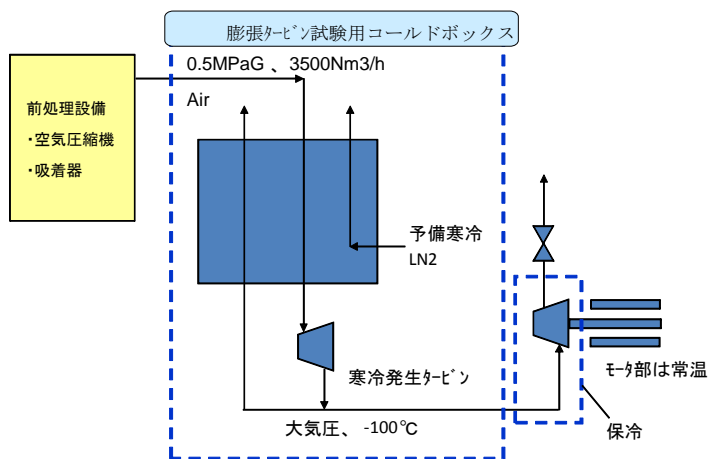 膨張ﾀｰﾋﾞﾝ試験用コールドボックス
0.5MPaG 、3500Nm3/h
Air
前処理設備
・空気圧縮機
・吸着器
予備寒冷
LN2
寒冷発生ﾀｰﾋﾞﾝ
ﾓｰﾀ部は常温
大気圧、 -100℃
保冷